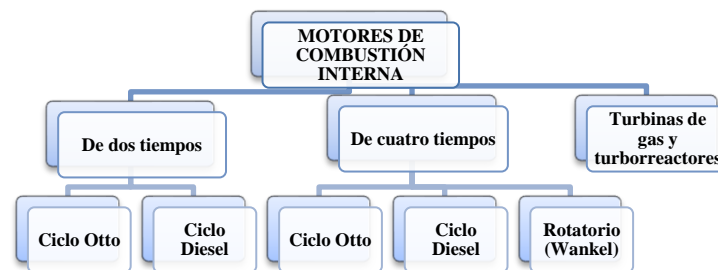 MOTORES DE
COMBUSTIÓN
INTERNA
De dos tiempos
De cuatro tiempos
Turbinas de
gas y
turborreactores
Ciclo Otto
Ciclo
Diesel
Ciclo Otto
Ciclo
Diesel
Rotatorio
(Wankel)